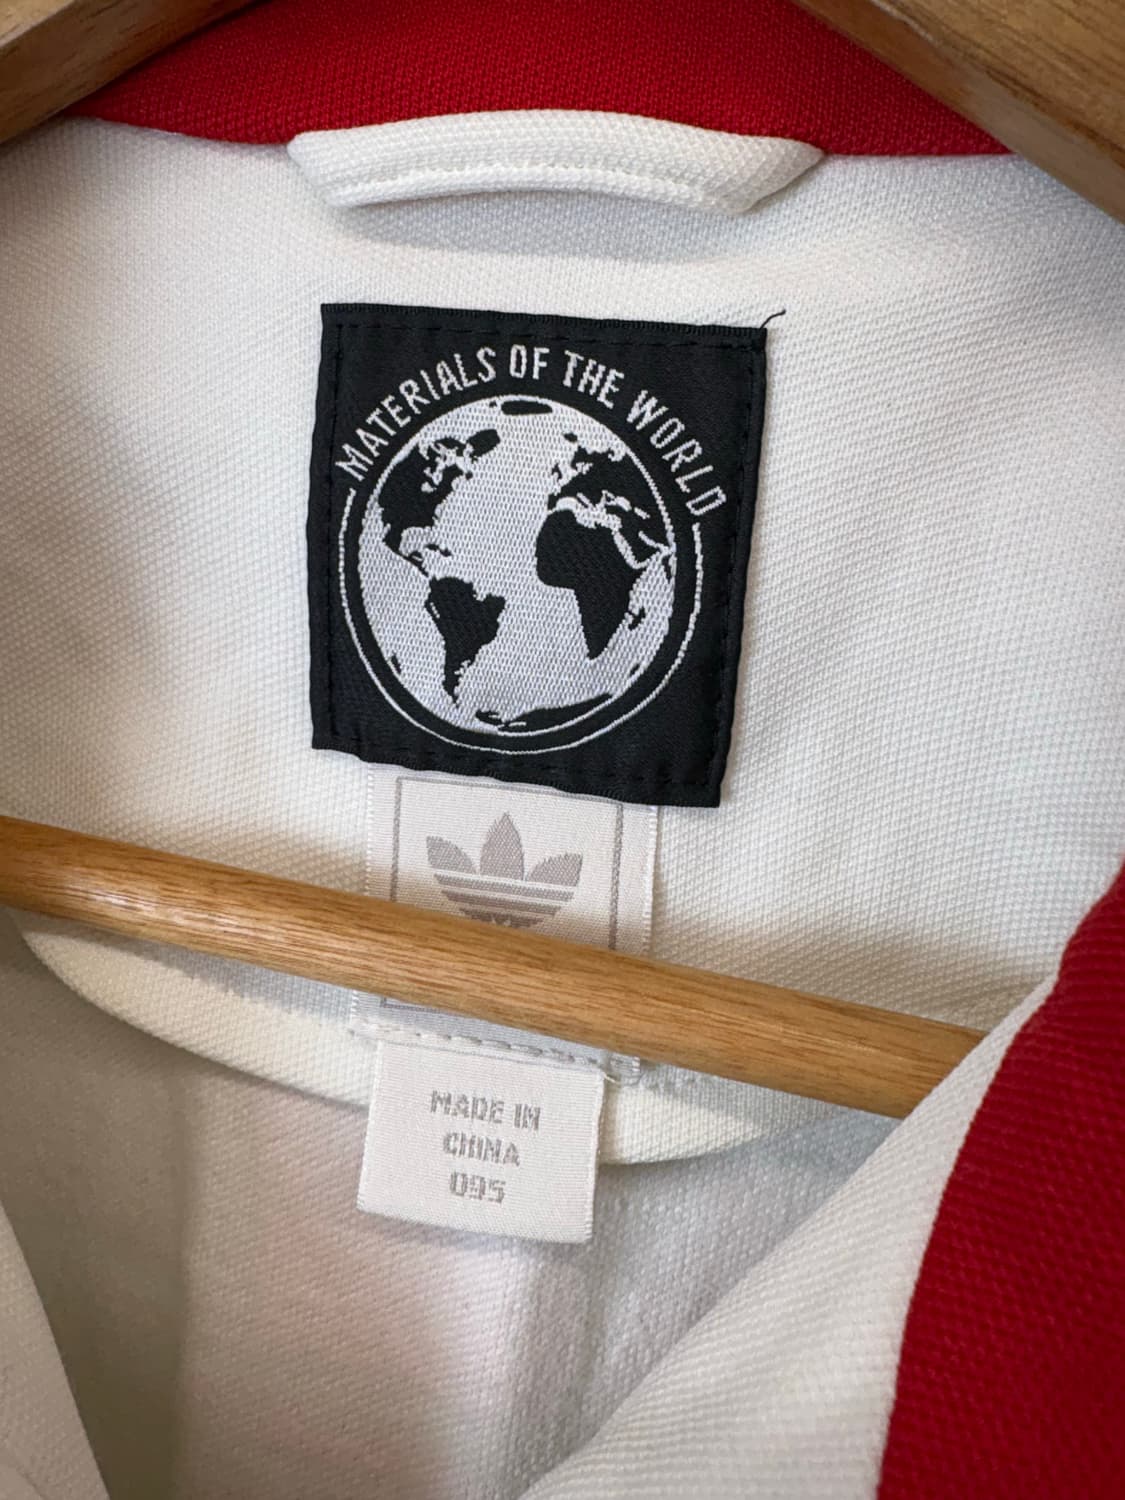 MATERIALS OF THE WORLD
MADE IN
CHINA
095